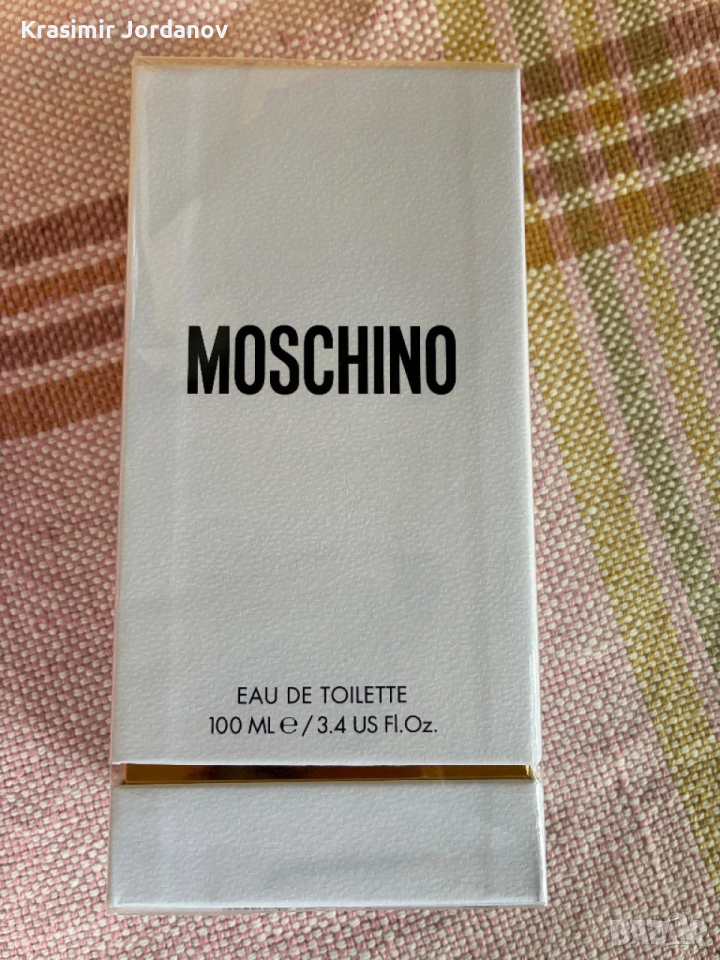 Krasimir Jordanov
MOSCHINO
EAU DE TOILETTE
100 ML ℮ / 3.4 US Fl.Oz.